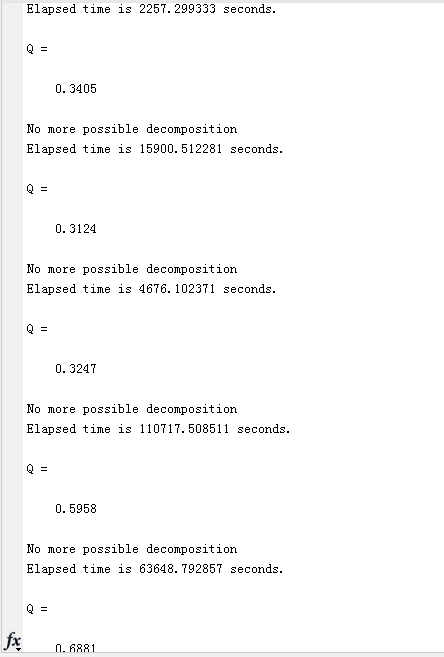 Elapsed time is 2257.299333 seconds.
Q =
0.3405
No more possible decomposition
Elapsed time is 15900.512281 seconds.
Q =
0.3124
No more possible decomposition
Elapsed time is 4676.102371 seconds.
Q =
0.3247
No more possible decomposition
Elapsed time is 110717.508511 seconds.
Q =
0.5958
No more possible decomposition
Elapsed time is 63648.792857 seconds.
Q =
fx
0.6881